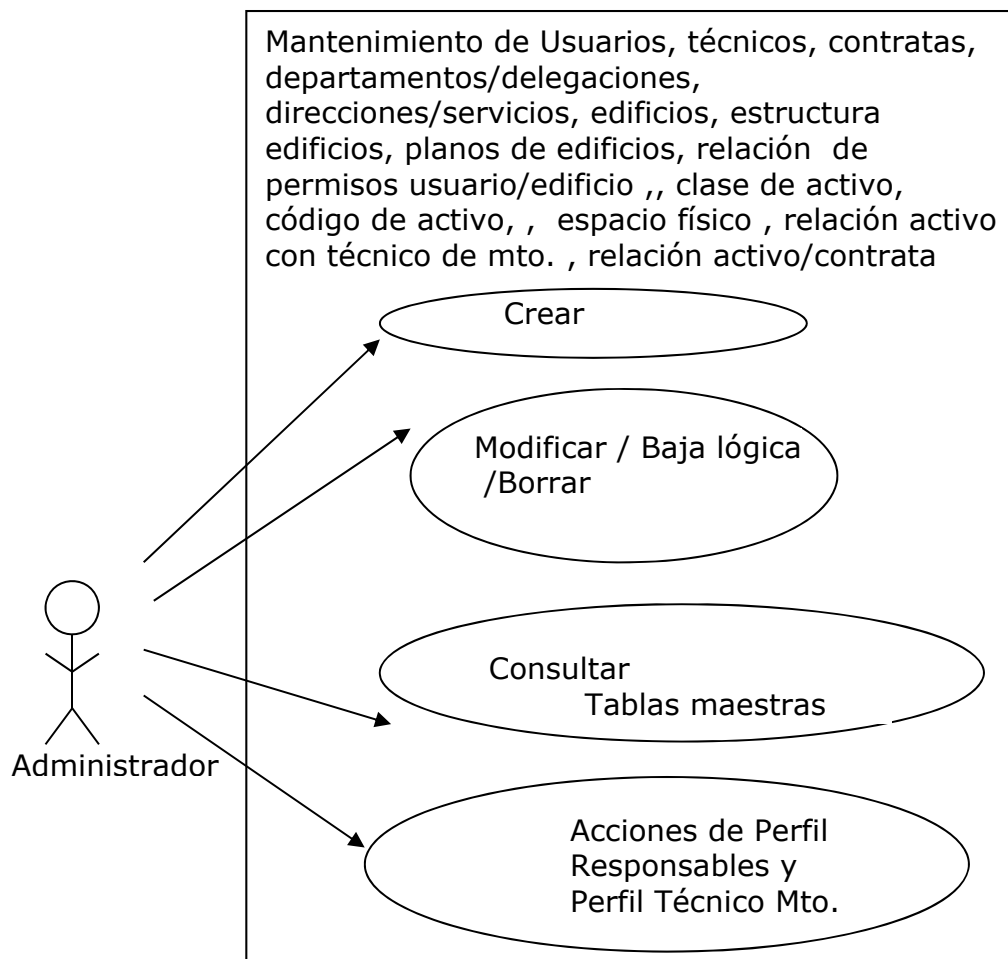 Mantenimiento de Usuarios, técnicos, contratas,
departamentos/delegaciones,
direcciones/servicios, edificios, estructura
edificios, planos de edificios, relación  de
permisos usuario/edificio ,, clase de activo,
código de activo, ,  espacio físico , relación activo
con técnico de mto. , relación activo/contrata
Crear
Modificar / Baja lógica
/Borrar
Consultar
Tablas maestras
Administrador
Acciones de Perfil
Responsables y
Perfil Técnico Mto.